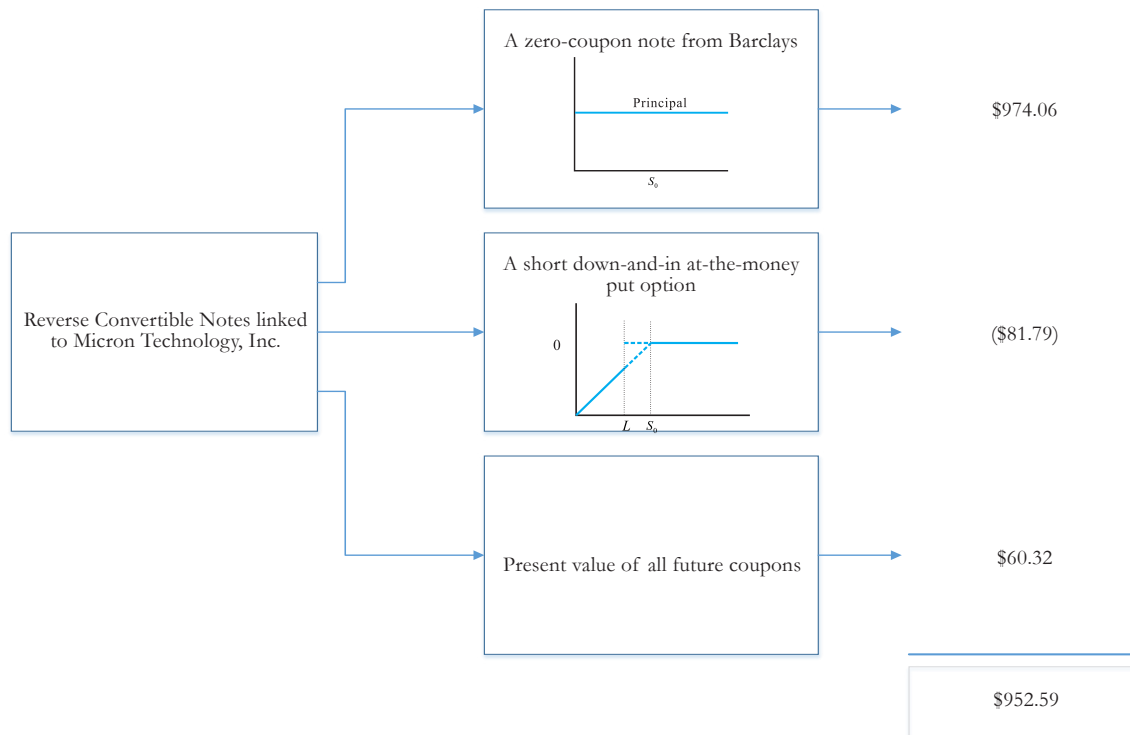 A zero-coupon note from Barclays
Principal
S₀
$974.06
Reverse Convertible Notes linked
to Micron Technology, Inc.
A short down-and-in at-the-money
put option
0
L S₀
($81.79)
Present value of all future coupons
$60.32
$952.59